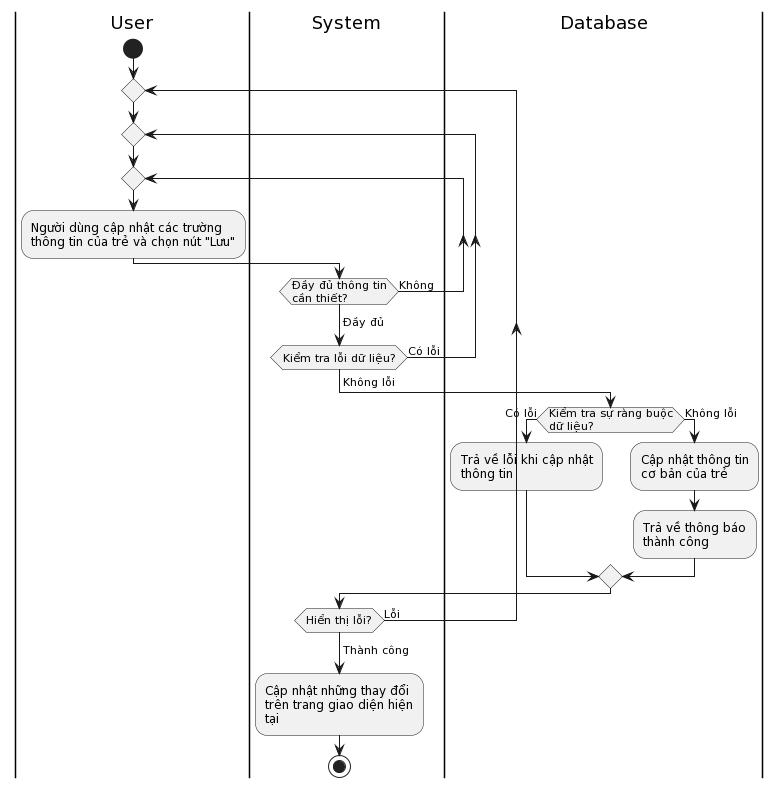 User
System
Database
Người dùng cập nhật các trường
thông tin của trẻ và chọn nút "Lưu"
Đầy đủ thông tin
cần thiết?
Không
Đầy đủ
Kiểm tra lỗi dữ liệu?
Có lỗi
Không lỗi
Có lỗi
Kiểm tra sự ràng buộc
dữ liệu?
Không lỗi
Trả về lỗi khi cập nhật
thông tin
Cập nhật thông tin
cơ bản của trẻ
Trả về thông báo
thành công
Hiển thị lỗi?
Lỗi
Thành công
Cập nhật những thay đổi
trên trang giao diện hiện
tại